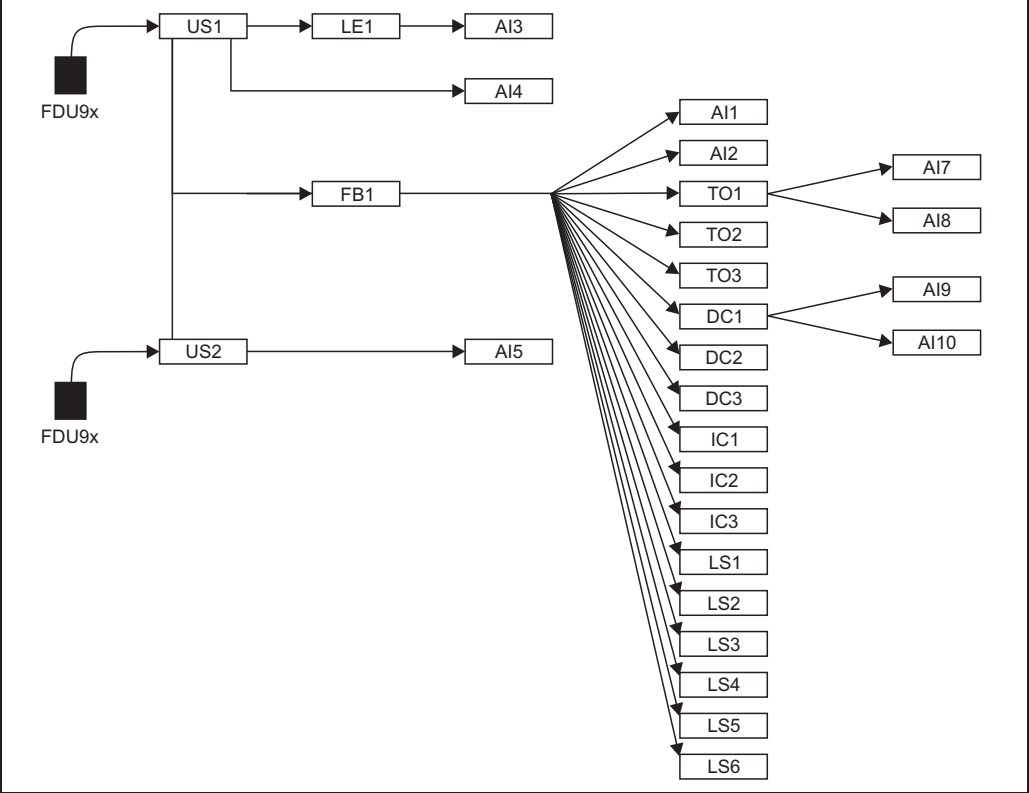 US1
LE1
AI3
FDU9x
AI4
AI1
AI2
AI7
FB1
TO1
AI8
TO2
TO3
AI9
DC1
AI10
US2
AI5
DC2
DC3
FDU9x
IC1
IC2
IC3
LS1
LS2
LS3
LS4
LS5
LS6